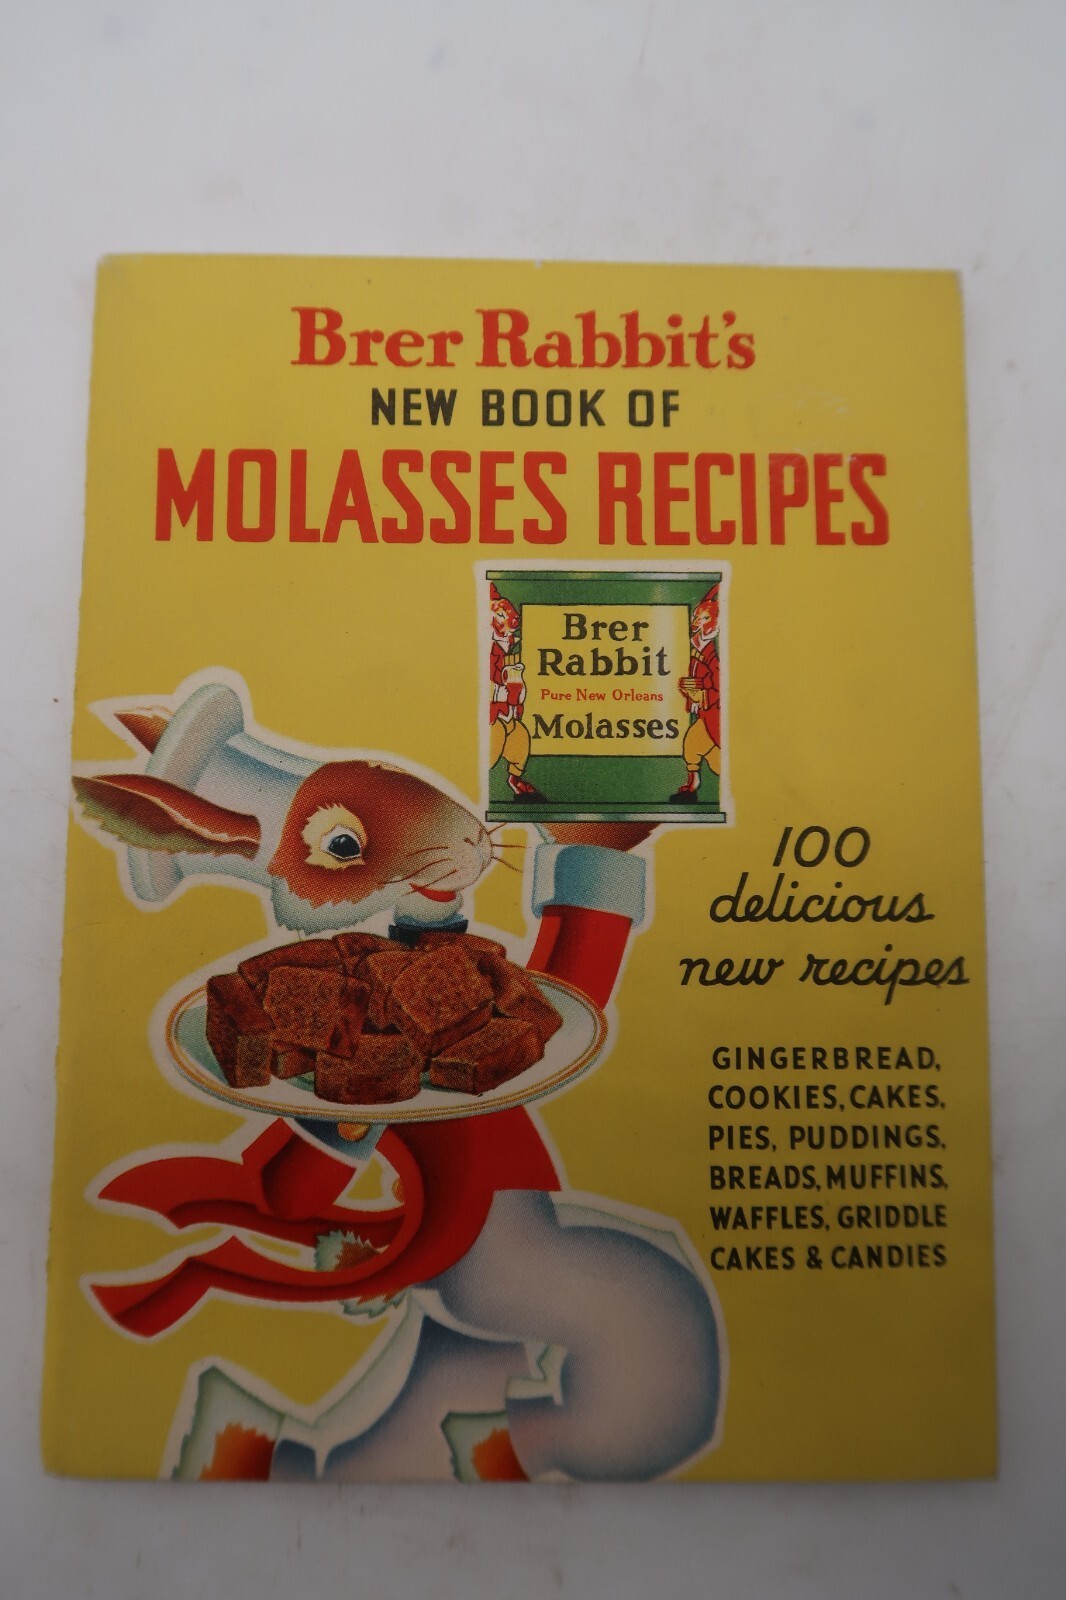 Brer Rabbit's
NEW BOOK OF
MOLASSES RECIPES
Brer
Rabbit
Pure New Orleans
Molasses
100
delicious
new recipes
GINGERBREAD,
COOKIES, CAKES,
PIES, PUDDINGS,
BREADS, MUFFINS,
WAFFLES, GRIDDLE
CAKES & CANDIES